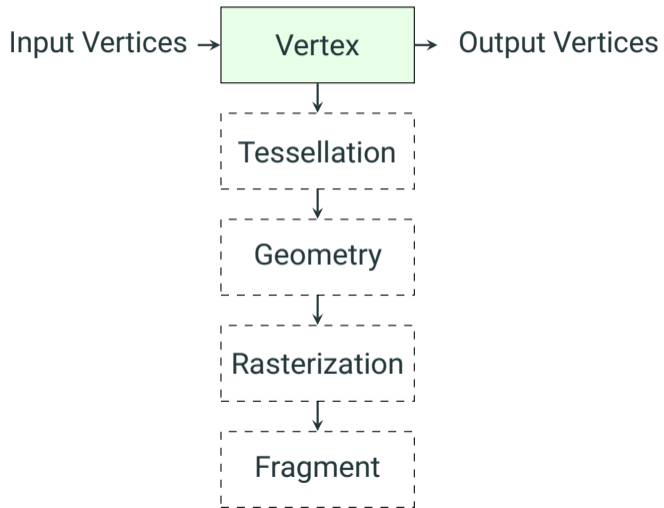 Input Vertices
Vertex
Output Vertices
Tessellation
Geometry
Rasterization
Fragment